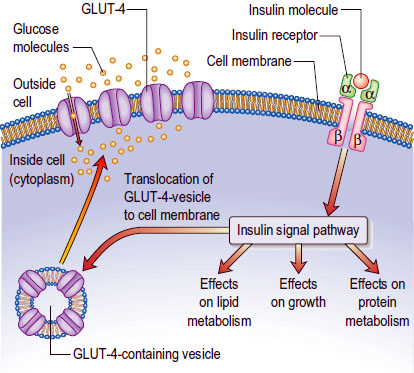 GLUT-4
Glucose
molecules
Outside
cell
Inside cell
(cytoplasm)
Insulin molecule
Insulin receptor
Cell membrane
α
α
β
β
Translocation of
GLUT-4-vesicle
to cell membrane
Insulin signal pathway
Effects
on lipid
metabolism
Effects
on growth
Effects on
protein
metabolism
GLUT-4-containing vesicle